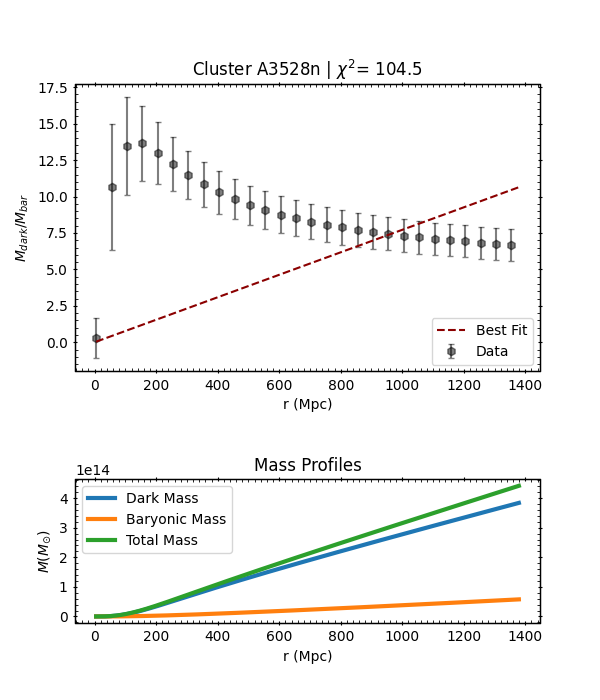 Cluster A3528n | χ²= 104.5
17.5
15.0
12.5
10.0
7.5
5.0
2.5
0.0
M_dark/M_bar
Best Fit
Data
0 200 400 600 800 1000 1200 1400
r (Mpc)
Mass Profiles
1e14
4
3
2
1
0
M(M_⊙)
Dark Mass
Baryonic Mass
Total Mass
0 200 400 600 800 1000 1200 1400
r (Mpc)